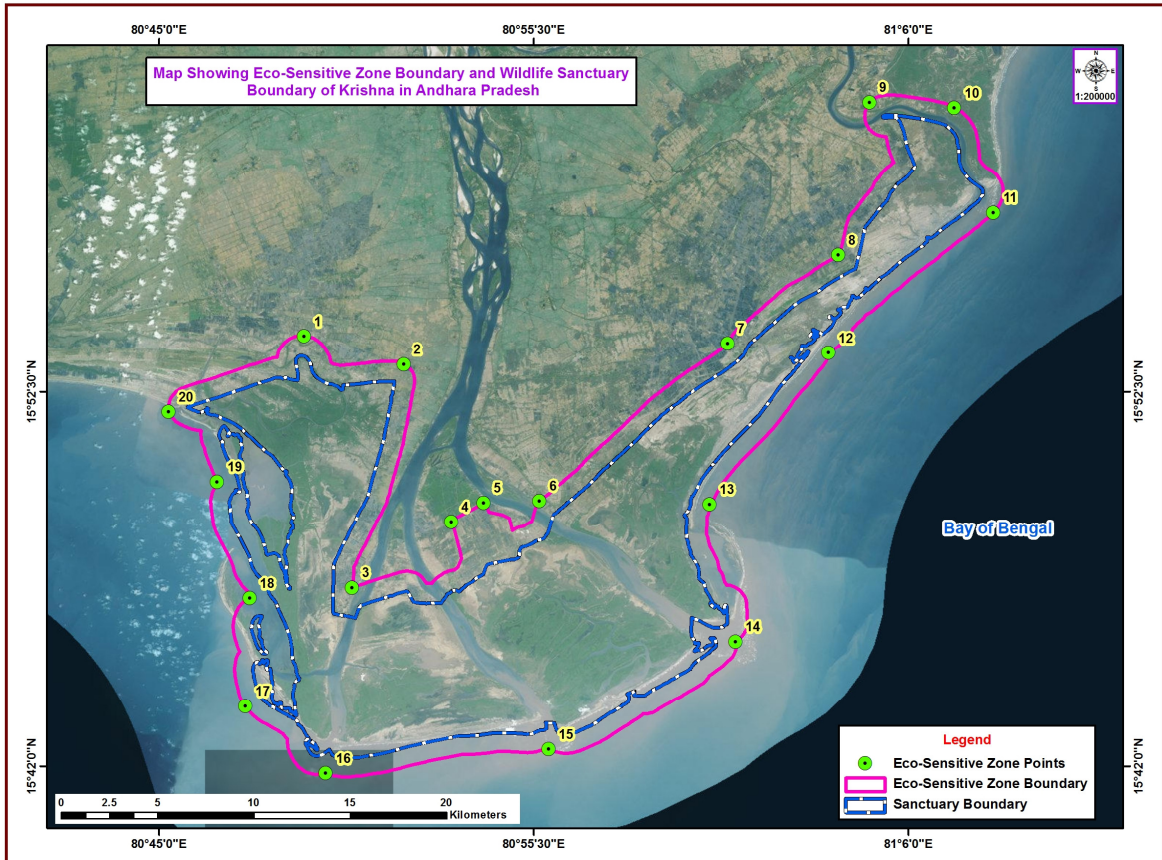 80°45'0"E 80°55'30"E 81°6'0"E
Map Showing Eco-Sensitive Zone Boundary and Wildlife Sanctuary
Boundary of Krishna in Andhara Pradesh
N
W E
S
1:200000
9
10
11
8
7
12
1
2
15°52'30"N
15°52'30"N
20
19
4
5
6
13
Bay of Bengal
3
18
14
17
15
16
15°42'0"N
15°42'0"N
Legend
Eco-Sensitive Zone Points
Eco-Sensitive Zone Boundary
Sanctuary Boundary
0 2.5 5 10 15 20
Kilometers
80°45'0"E 80°55'30"E 81°6'0"E